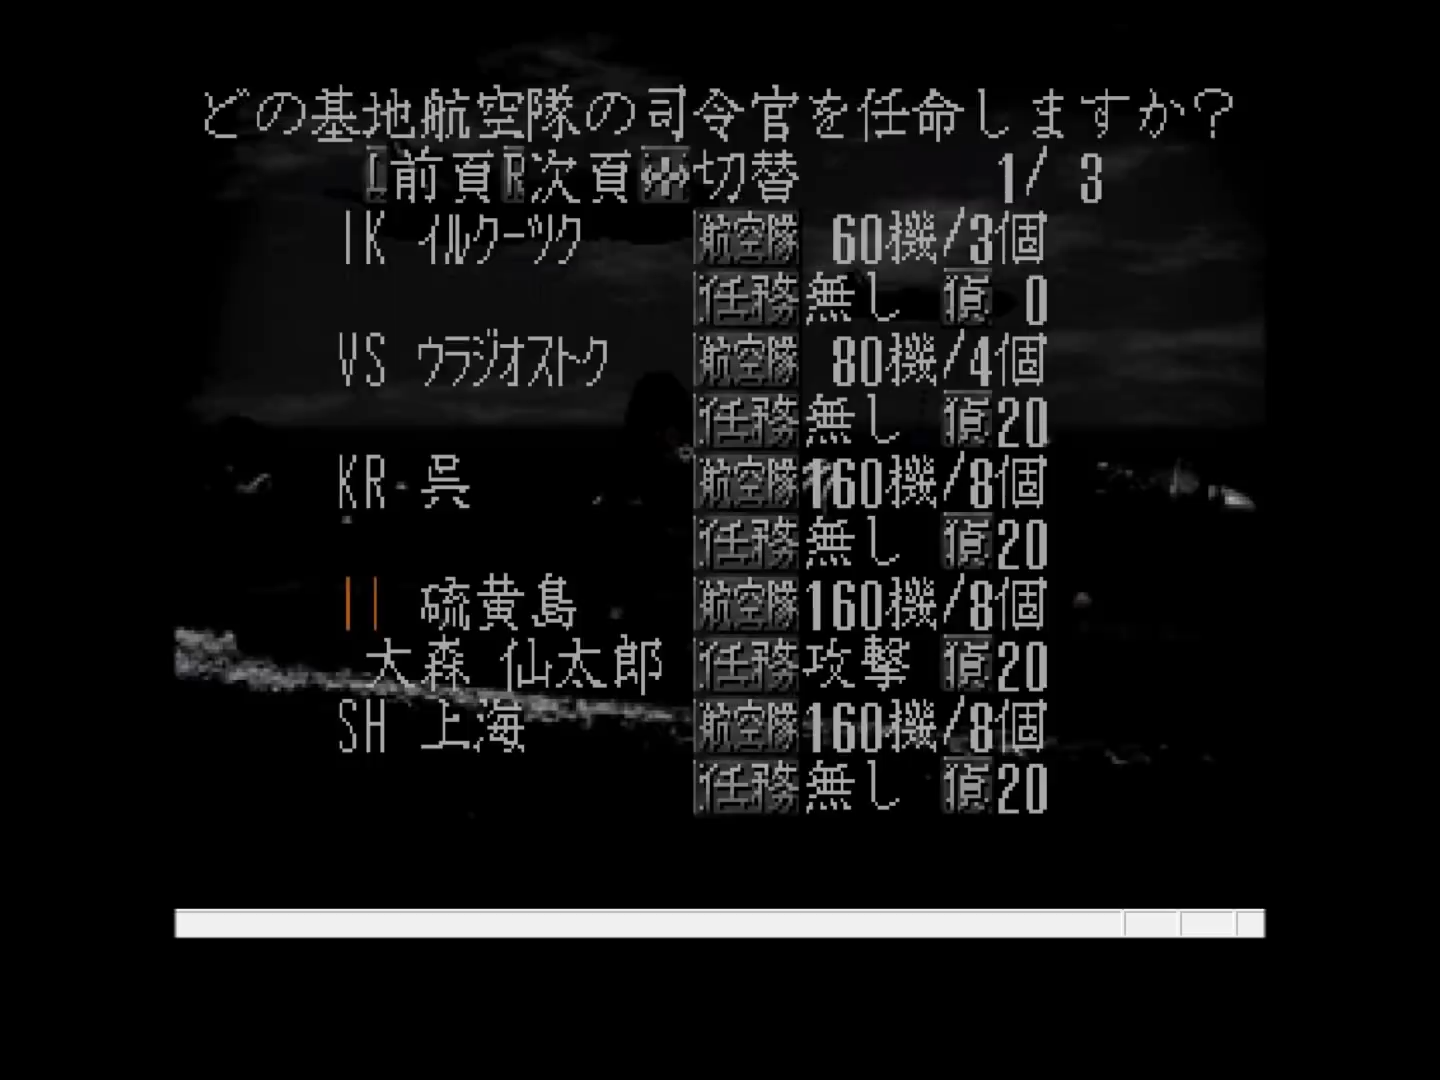 どの基地航空隊の司令官を任命しますか?
L前頁R次頁✥切替 1/ 3
IK ｲﾙｸｰﾂｸ 航空隊 60機/3個
任務無し 偵 0
VS ｳﾗｼﾞｵｽﾄｸ 航空隊 80機/4個
任務無し 偵20
KR 呉 航空隊160機/8個
任務無し 偵20
II 硫黄島 航空隊160機/8個
大森 仙太郎 任務攻撃 偵20
SH 上海 航空隊160機/8個
任務無し 偵20